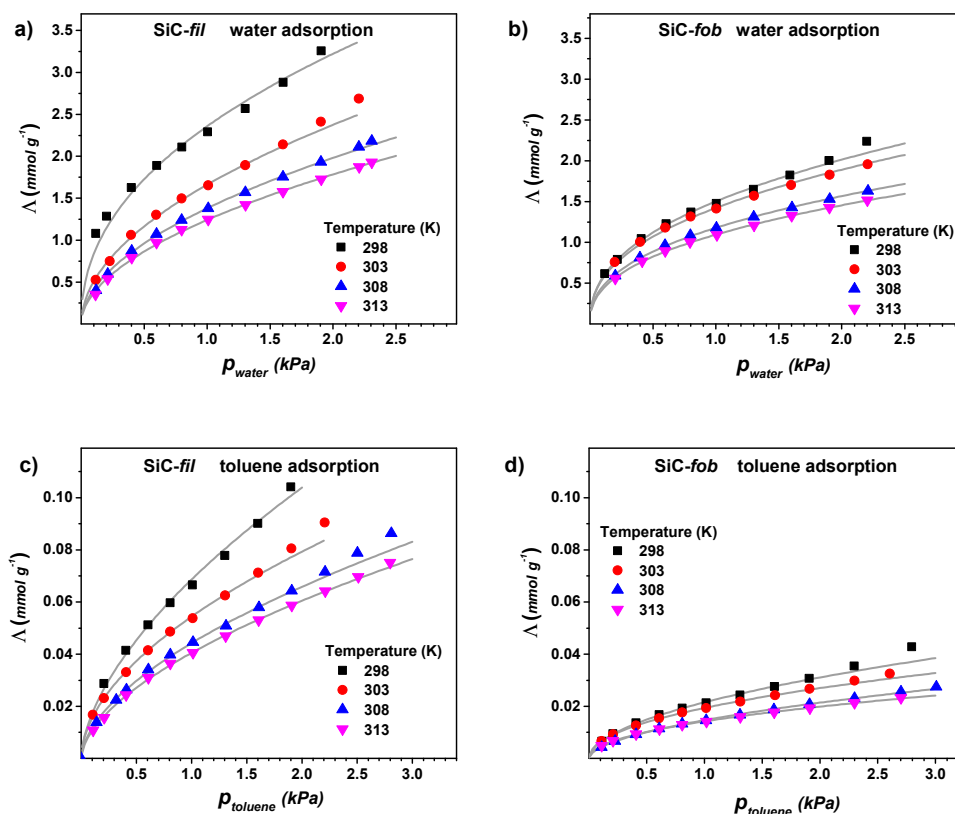 a) SiC-fil water adsorption
3.5
3.0
2.5
2.0
1.5
1.0
0.5
Λ (mmol g⁻¹)
Temperature (K)
298
303
308
313
0.5 1.0 1.5 2.0 2.5
p_water (kPa)
b) SiC-fob water adsorption
3.5
3.0
2.5
2.0
1.5
1.0
0.5
Λ (mmol g⁻¹)
Temperature (K)
298
303
308
313
0.5 1.0 1.5 2.0 2.5
p_water (kPa)
c) SiC-fil toluene adsorption
0.10
0.08
0.06
0.04
0.02
Λ (mmol g⁻¹)
Temperature (K)
298
303
308
313
0.5 1.0 1.5 2.0 2.5 3.0
p_toluene (kPa)
d) SiC-fob toluene adsorption
Temperature (K)
298
303
308
313
0.10
0.08
0.06
0.04
0.02
Λ (mmol g⁻¹)
0.5 1.0 1.5 2.0 2.5 3.0
p_toluene (kPa)